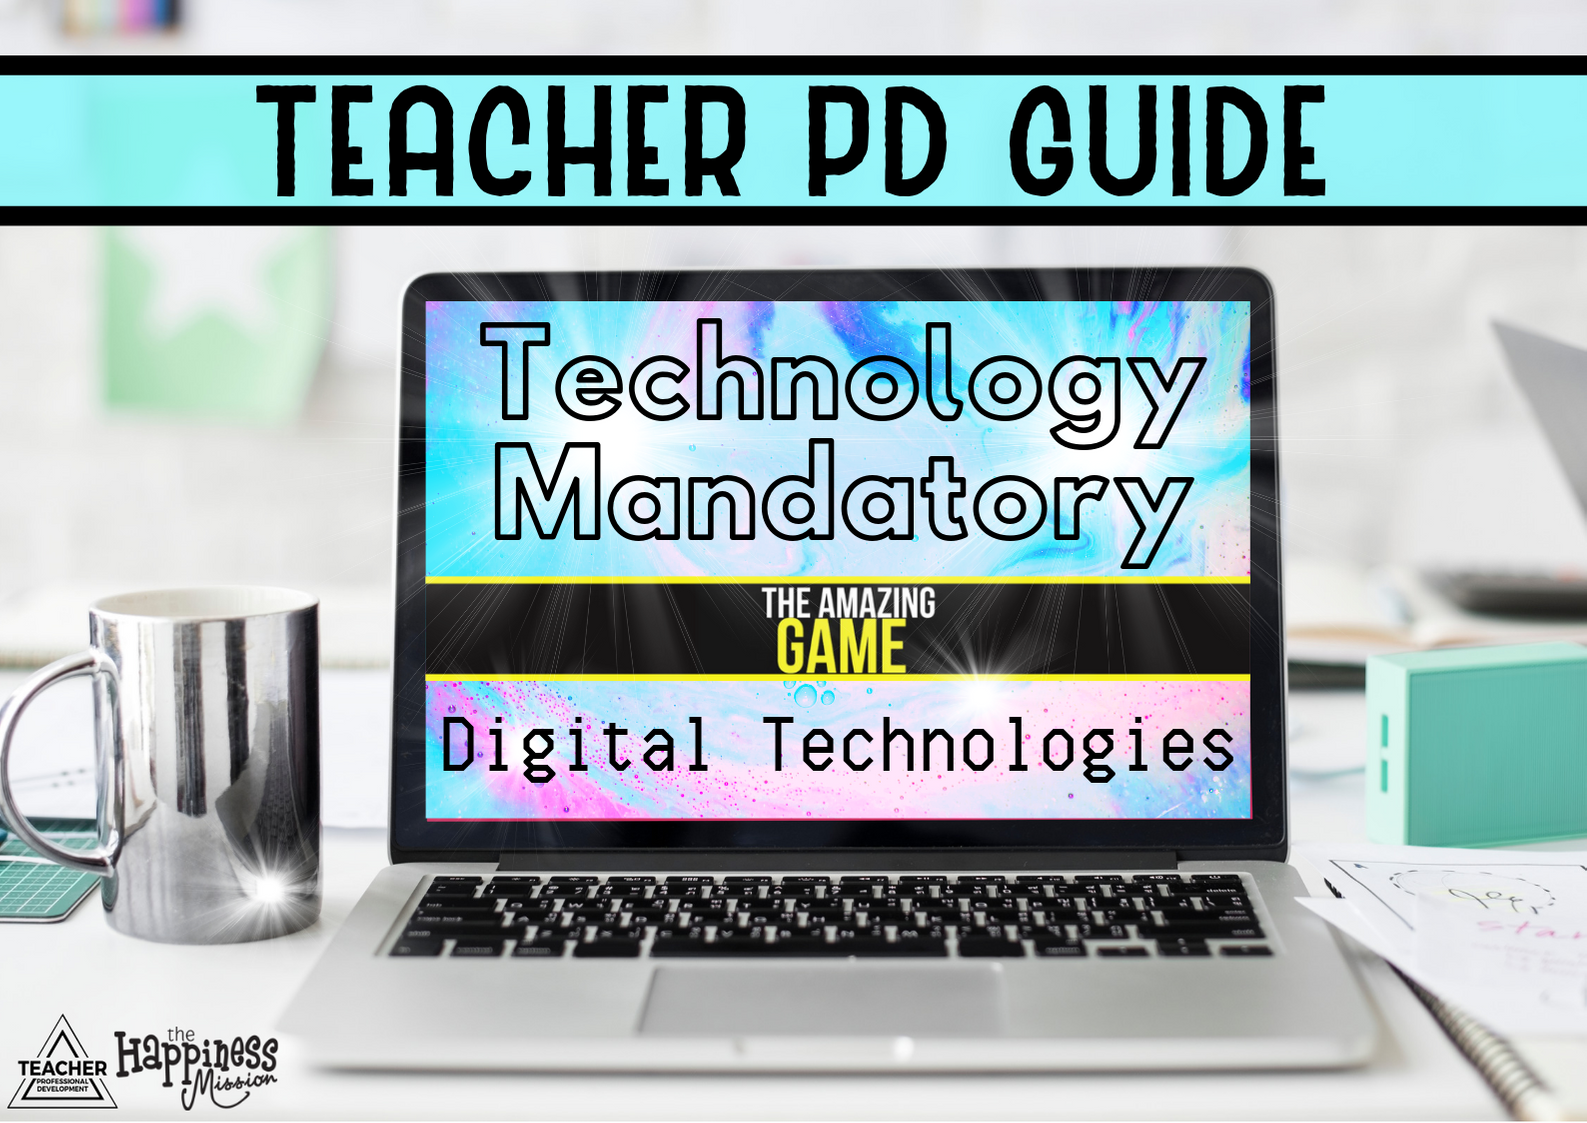 TEACHER PD GUIDE
Technology
Mandatory
THE AMAZING
GAME
Digital Technologies
TEACHER
PROFESSIONAL
DEVELOPMENT
the
Happiness
Mission